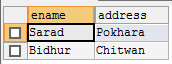 ename address
Sarad Pokhara
Bidhur Chitwan